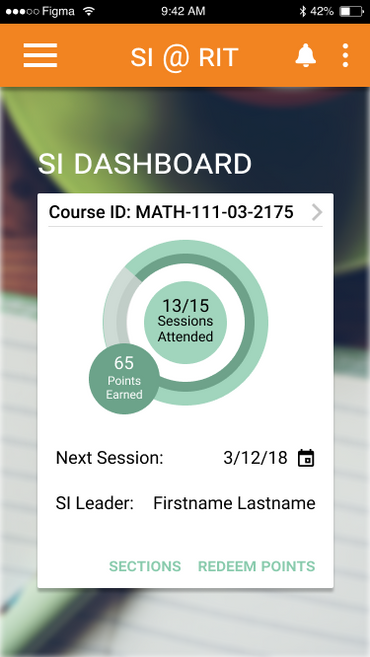 Figma 9:42 AM 42%
SI @ RIT
SI DASHBOARD
Course ID: MATH-111-03-2175
13/15
Sessions
Attended
65
Points
Earned
Next Session: 3/12/18
SI Leader: Firstname Lastname
SECTIONS REDEEM POINTS